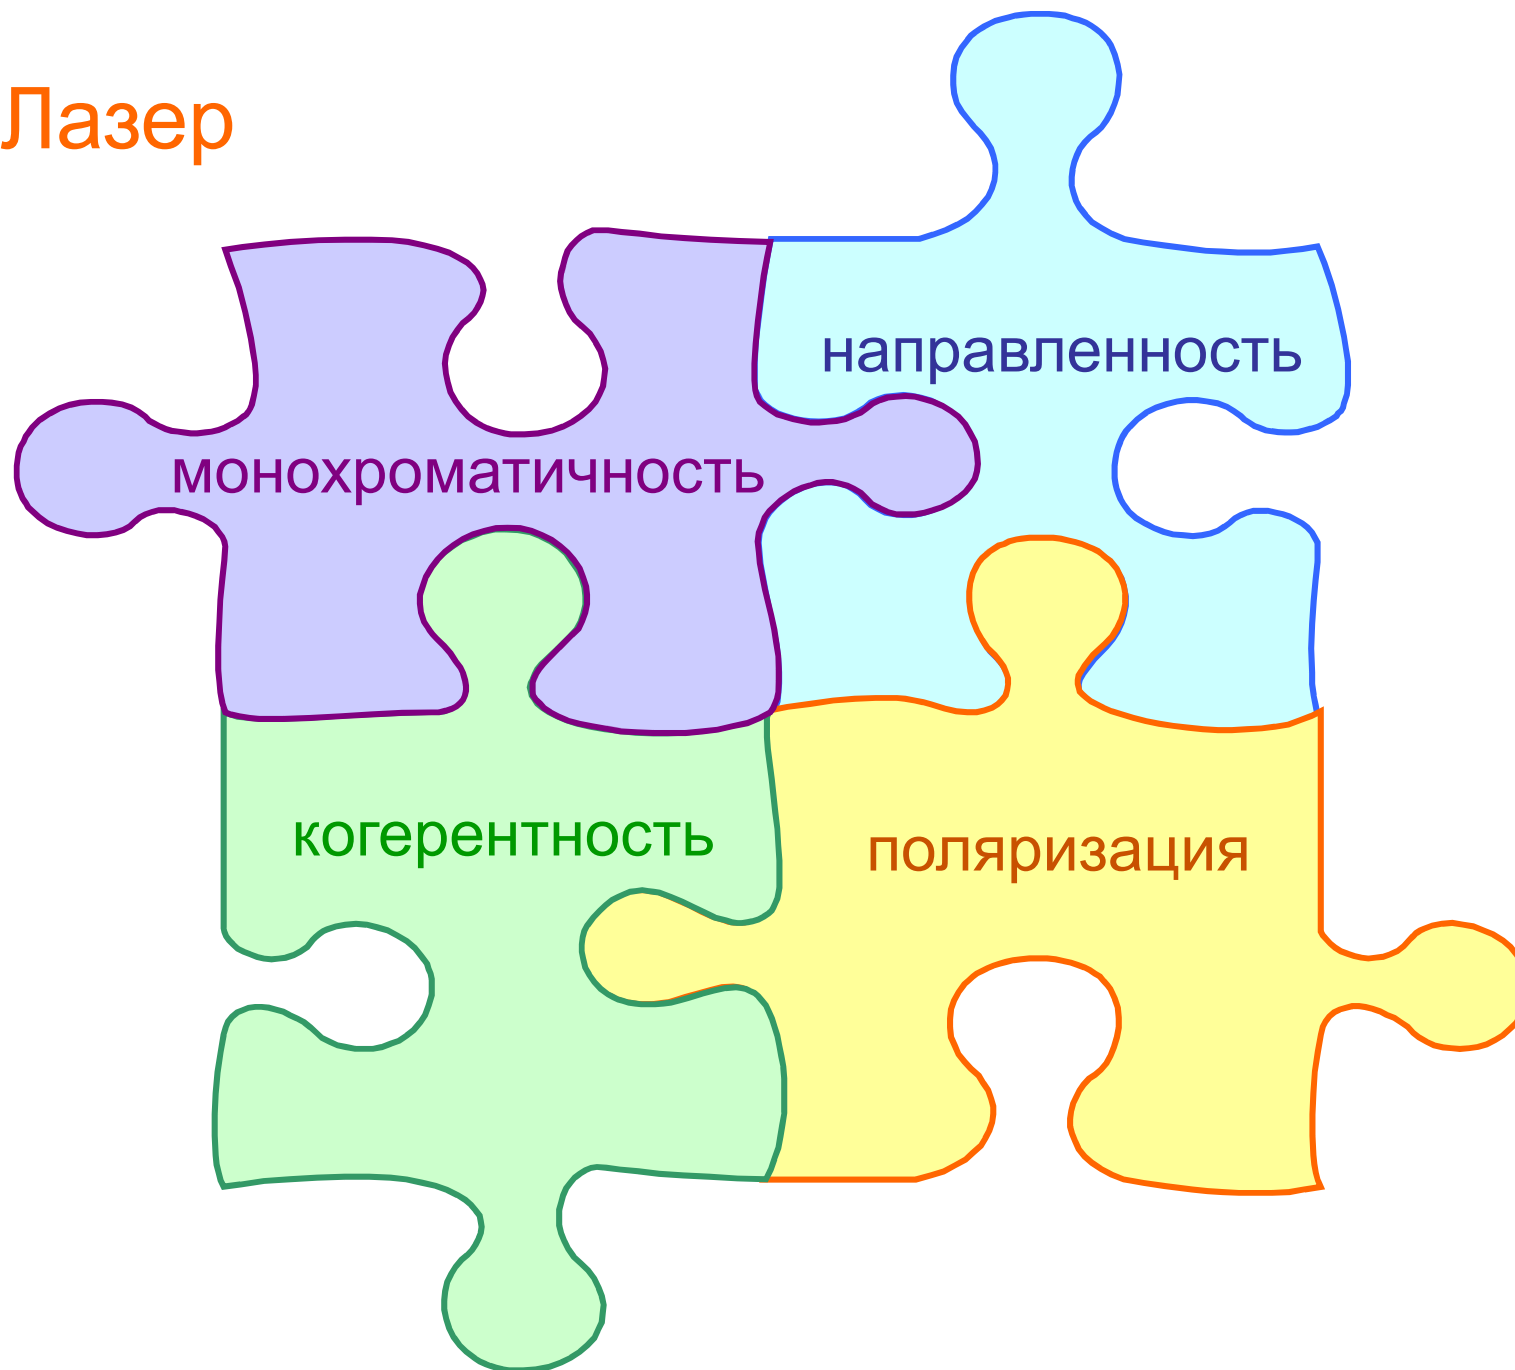 Лазер
направленность
монохроматичность
когерентность
поляризация